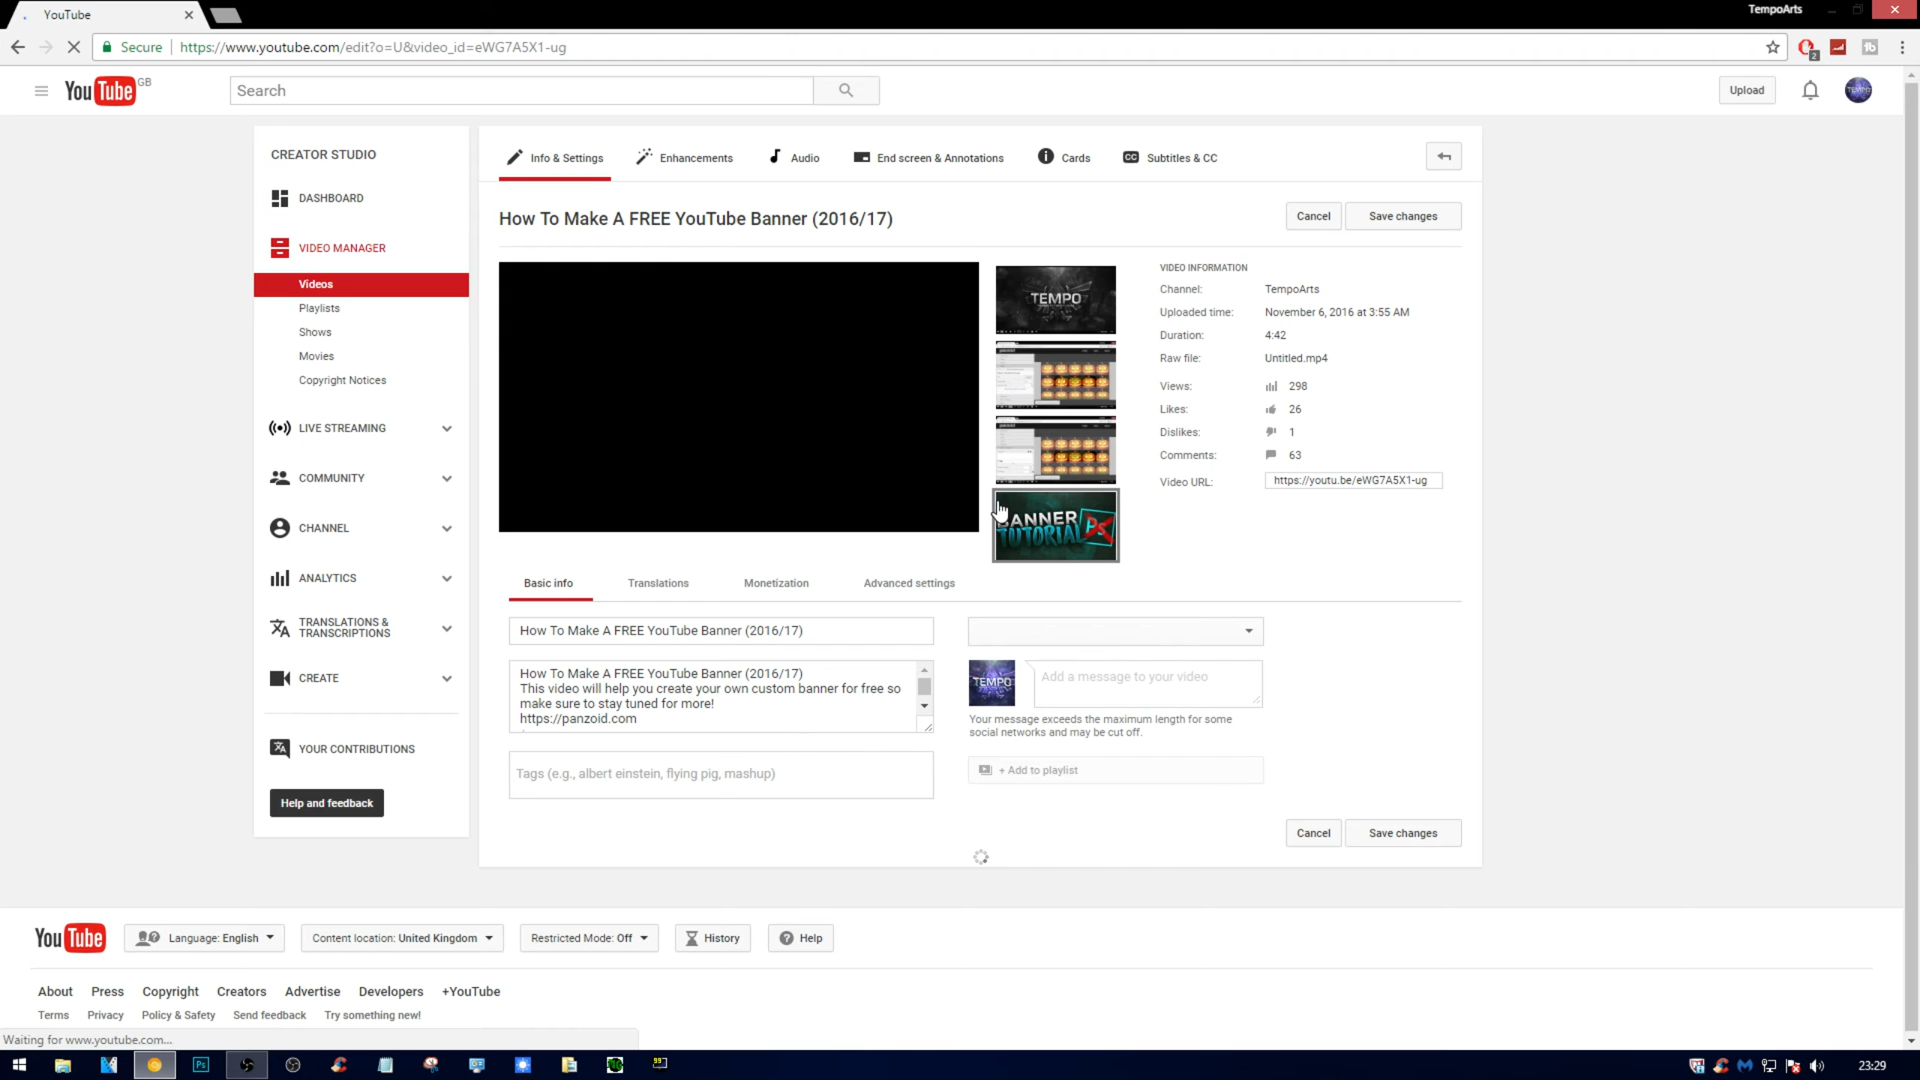 YouTube
TempoArts
Secure
https://www.youtube.com/edit?o=U&video_id=eWG7A5X1-ug
2
YouTube GB
Search
Upload
TEMPO
CREATOR STUDIO
DASHBOARD
VIDEO MANAGER
Videos
Playlists
Shows
Movies
Copyright Notices
LIVE STREAMING
COMMUNITY
CHANNEL
ANALYTICS
TRANSLATIONS &
TRANSCRIPTIONS
CREATE
YOUR CONTRIBUTIONS
Help and feedback
Info & Settings
Enhancements
Audio
End screen & Annotations
Cards
CC Subtitles & CC
How To Make A FREE YouTube Banner (2016/17)
Cancel
Save changes
TEMPO
BANNER
TUTORIAL
Ps
VIDEO INFORMATION
Channel: TempoArts
Uploaded time: November 6, 2016 at 3:55 AM
Duration: 4:42
Raw file: Untitled.mp4
Views: 298
Likes: 26
Dislikes: 1
Comments: 63
Video URL: https://youtu.be/eWG7A5X1-ug
Basic info
Translations
Monetization
Advanced settings
How To Make A FREE YouTube Banner (2016/17)
How To Make A FREE YouTube Banner (2016/17)
This video will help you create your own custom banner for free so
make sure to stay tuned for more!
https://panzoid.com
Tags (e.g., albert einstein, flying pig, mashup)
TEMPO
Add a message to your video
Your message exceeds the maximum length for some
social networks and may be cut off.
+ Add to playlist
Cancel
Save changes
YouTube
Language: English
Content location: United Kingdom
Restricted Mode: Off
History
Help
About
Press
Copyright
Creators
Advertise
Developers
+YouTube
Terms
Privacy
Policy & Safety
Send feedback
Try something new!
Waiting for www.youtube.com...
Ps
99
23:29